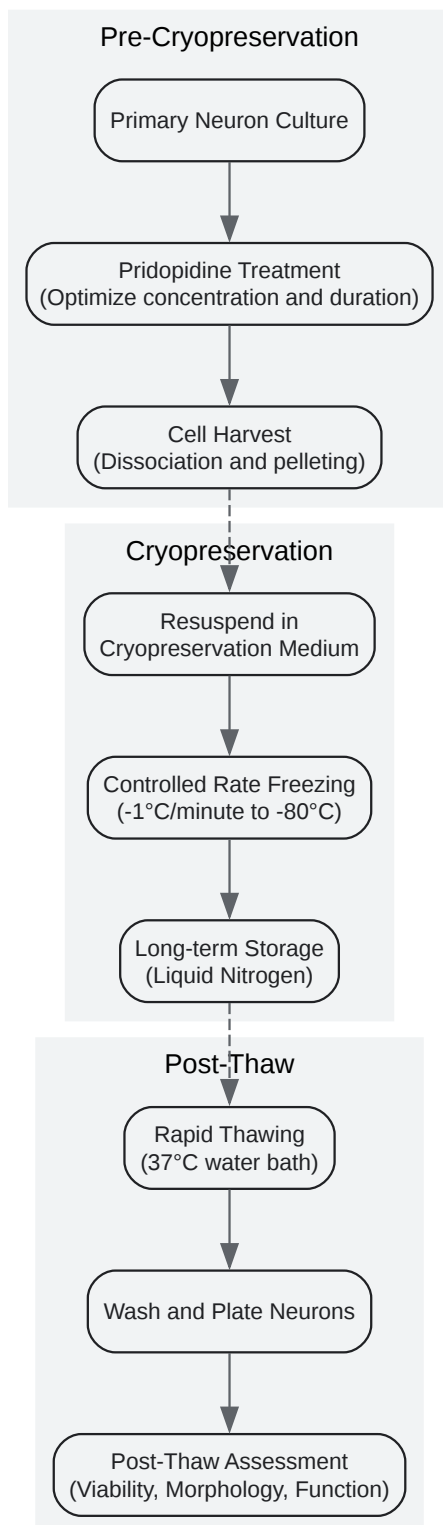 Pre-Cryopreservation
Primary Neuron Culture
Pridopidine Treatment
(Optimize concentration and duration)
Cell Harvest
(Dissociation and pelleting)
Cryopreservation
Resuspend in
Cryopreservation Medium
Controlled Rate Freezing
(-1°C/minute to -80°C)
Long-term Storage
(Liquid Nitrogen)
Post-Thaw
Rapid Thawing
(37°C water bath)
Wash and Plate Neurons
Post-Thaw Assessment
(Viability, Morphology, Function)